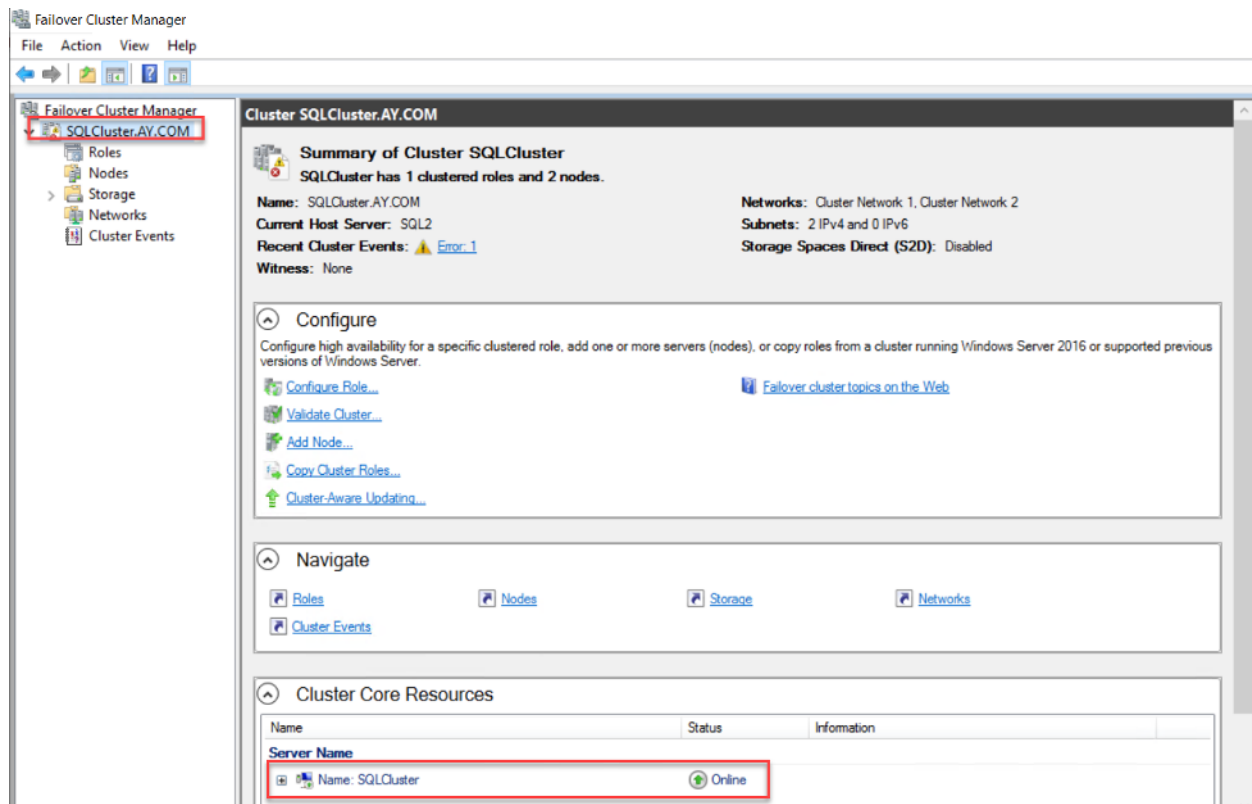 Failover Cluster Manager
File Action View Help
Failover Cluster Manager
SQLCluster.AY.COM
Roles
Nodes
Storage
Networks
Cluster Events
Cluster SQLCluster.AY.COM
Summary of Cluster SQLCluster
SQLCluster has 1 clustered roles and 2 nodes.
Name: SQLCluster.AY.COM
Networks: Cluster Network 1, Cluster Network 2
Current Host Server: SQL2
Subnets: 2 IPv4 and 0 IPv6
Recent Cluster Events: Error: 1
Storage Spaces Direct (S2D): Disabled
Witness: None
Configure
Configure high availability for a specific clustered role, add one or more servers (nodes), or copy roles from a cluster running Windows Server 2016 or supported previous
versions of Windows Server.
Configure Role...
Failover cluster topics on the Web
Validate Cluster...
Add Node...
Copy Cluster Roles...
Cluster-Aware Updating...
Navigate
Roles Nodes Storage Networks
Cluster Events
Cluster Core Resources
Name Status Information
Server Name
Name: SQLCluster Online